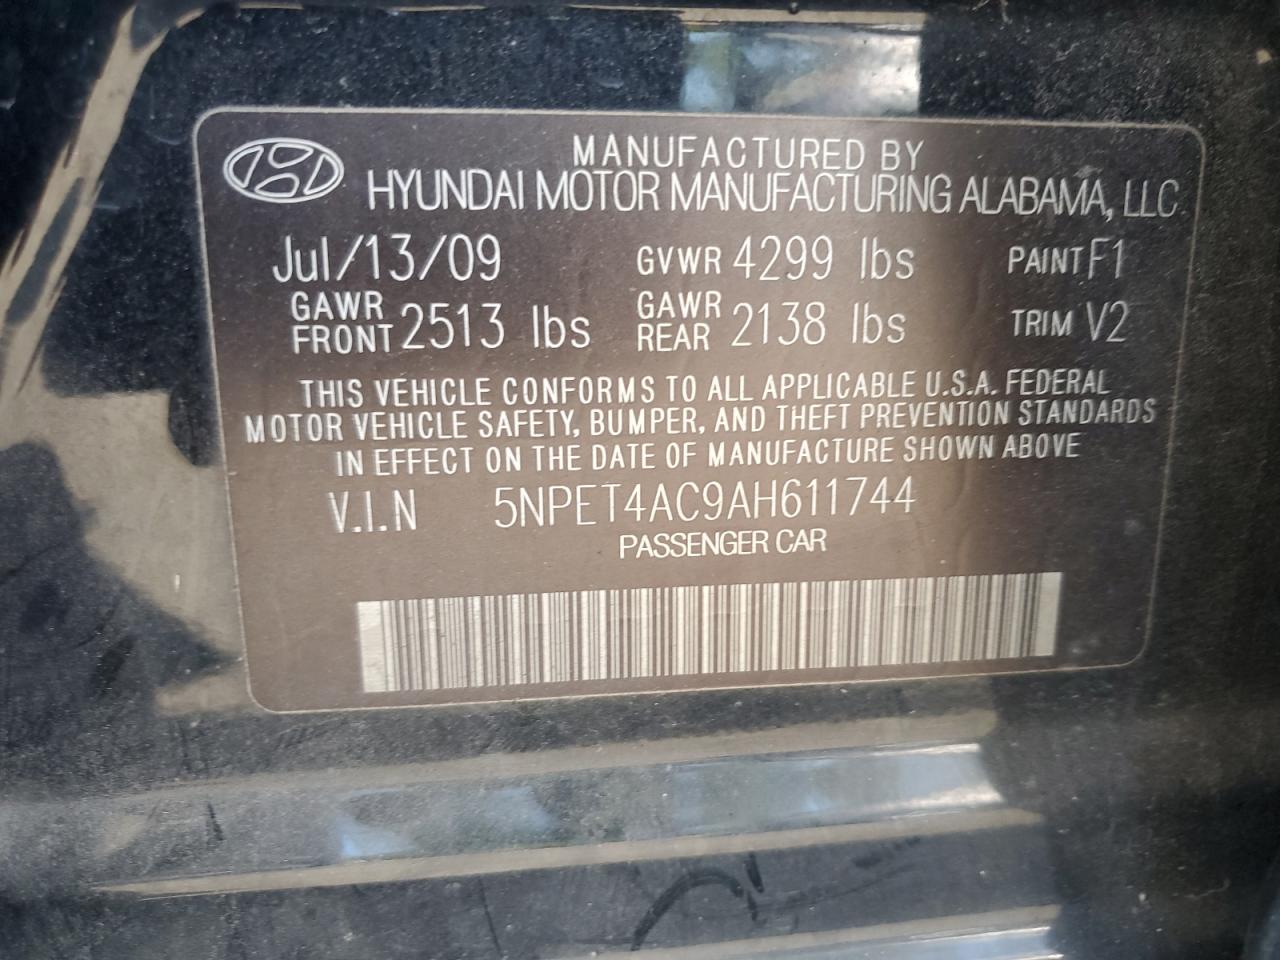 MANUFACTURED BY
HYUNDAI MOTOR MANUFACTURING ALABAMA, LLC
Jul/13/09 GVWR 4299 lbs PAINT F1
GAWR FRONT 2513 lbs GAWR REAR 2138 lbs TRIM V2
THIS VEHICLE CONFORMS TO ALL APPLICABLE U.S.A. FEDERAL
MOTOR VEHICLE SAFETY, BUMPER, AND THEFT PREVENTION STANDARDS
IN EFFECT ON THE DATE OF MANUFACTURE SHOWN ABOVE
V.I.N 5NPET4AC9AH611744
PASSENGER CAR